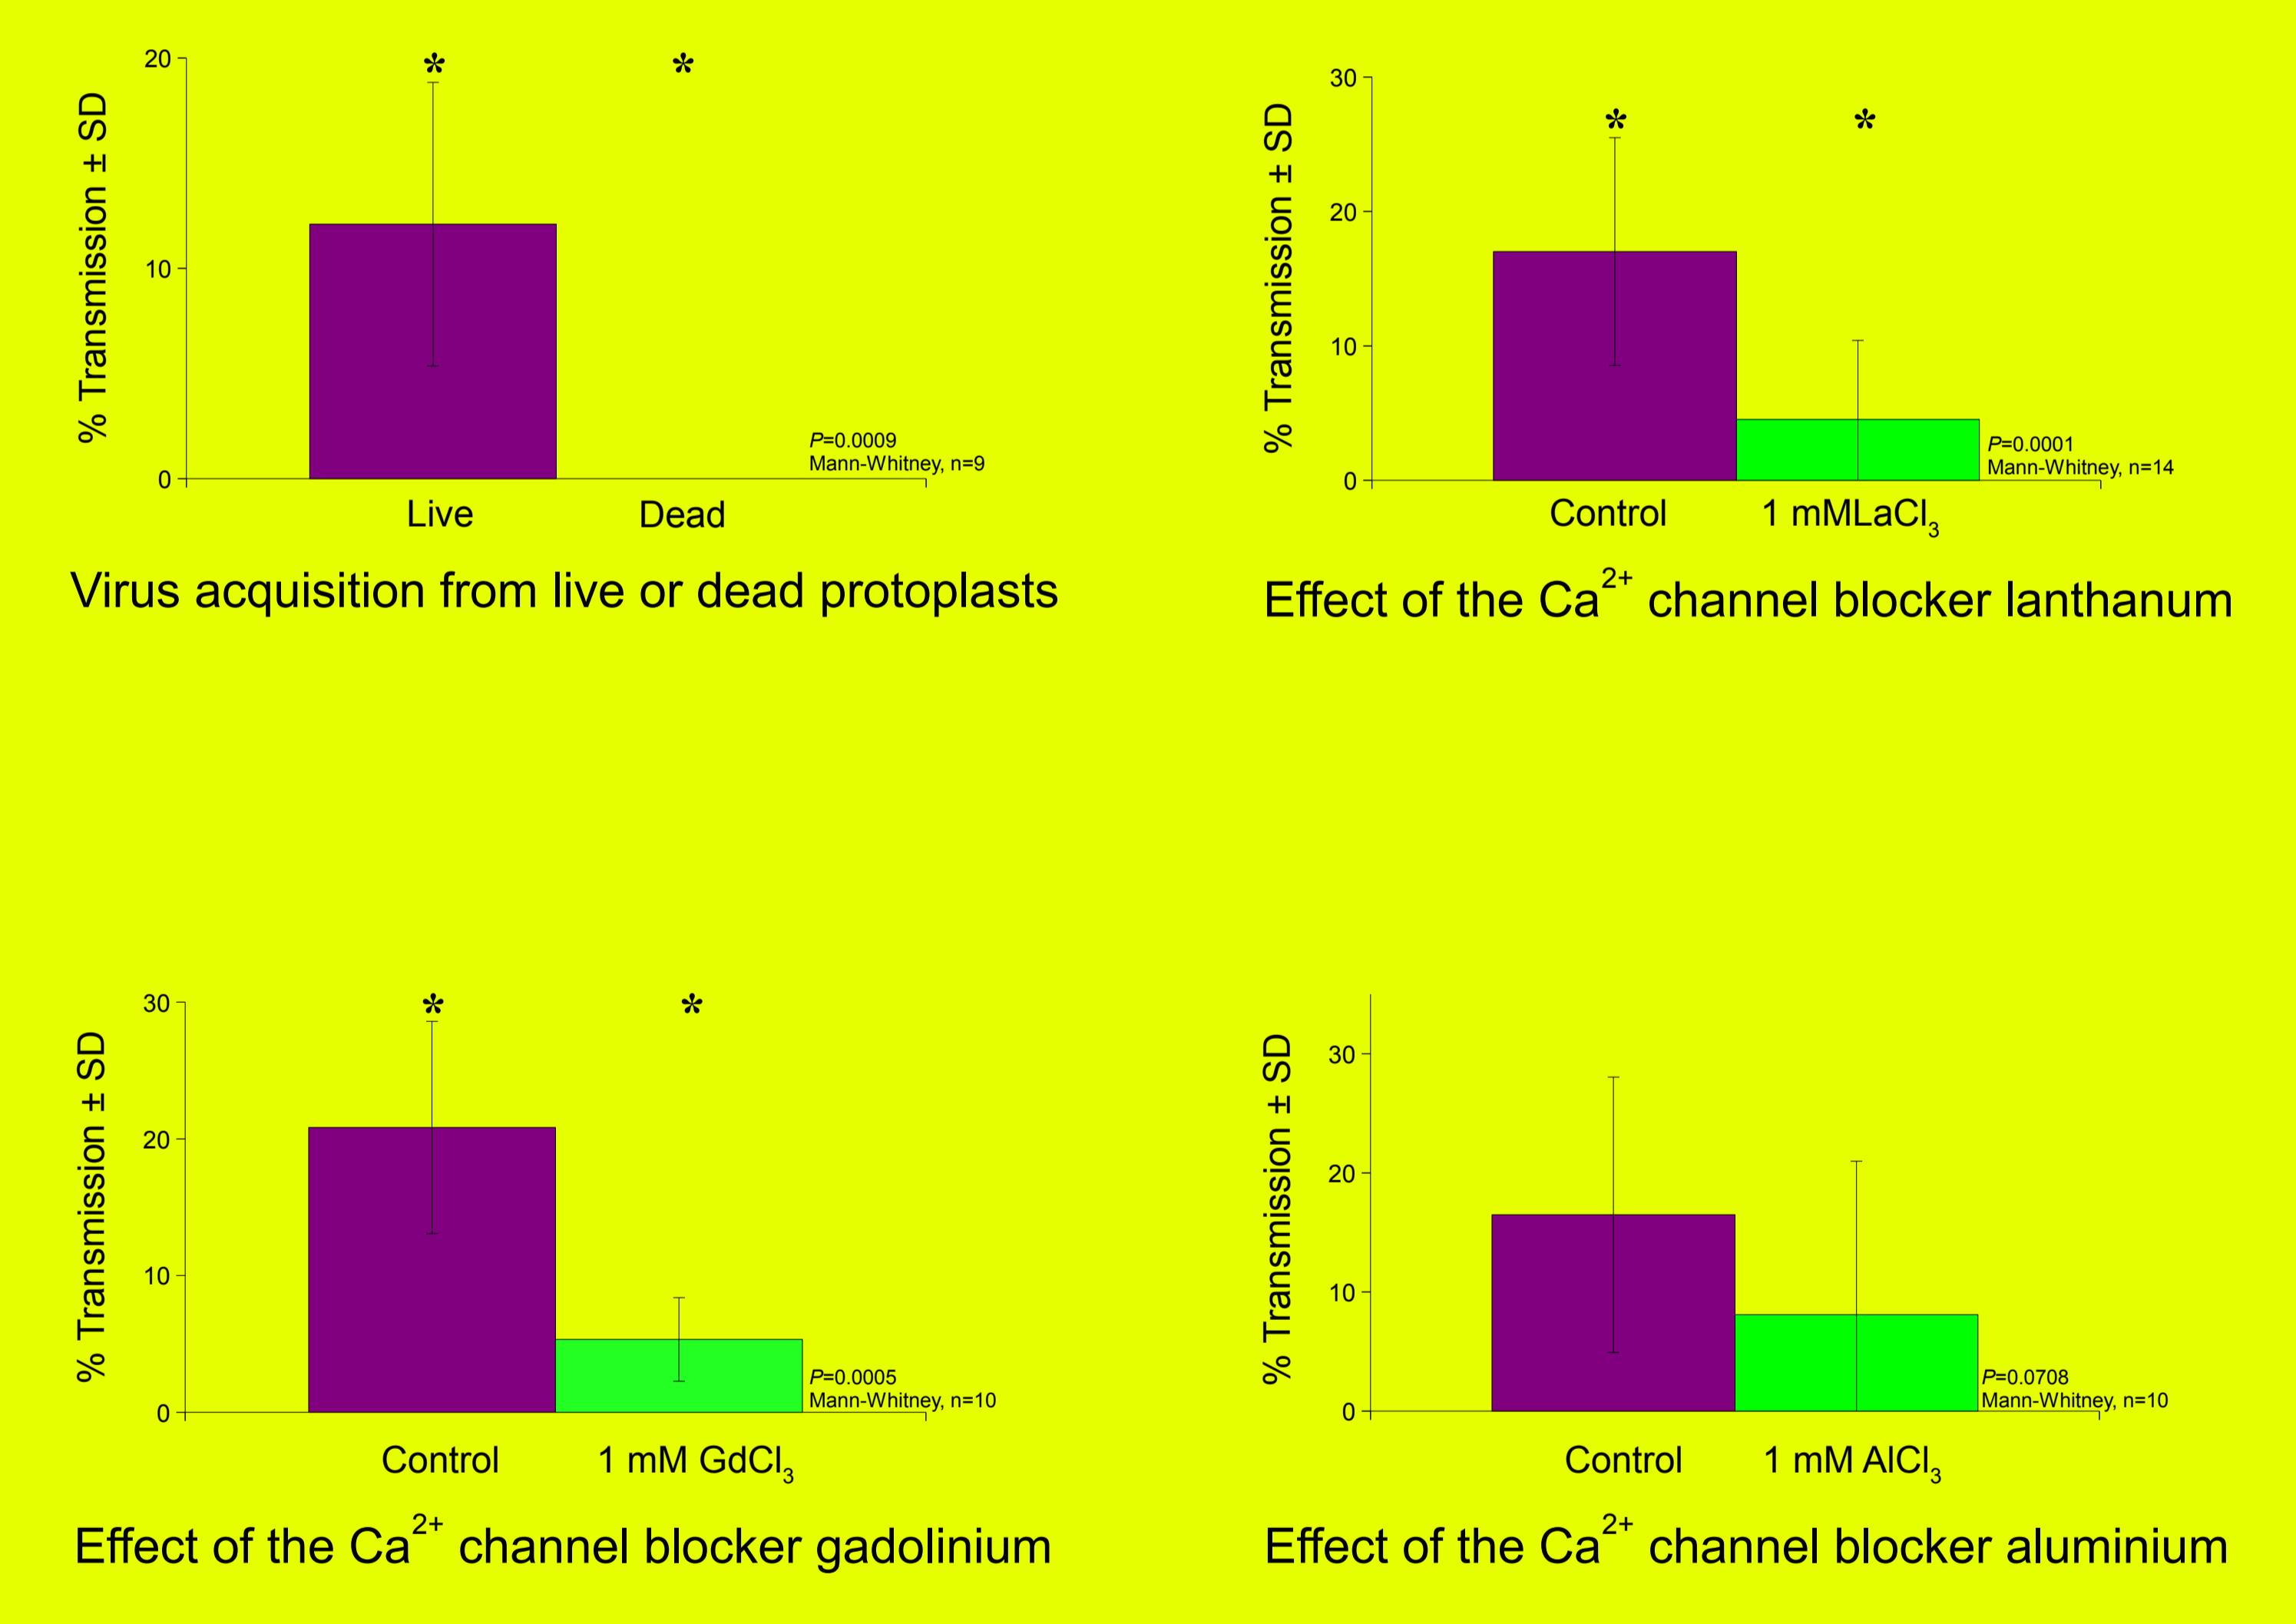 20
*
*
% Transmission ± SD
10
P=0.0009
Mann-Whitney, n=9
0
Live
Dead
Virus acquisition from live or dead protoplasts
30
*
*
% Transmission ± SD
20
10
P=0.0001
Mann-Whitney, n=14
0
Control
1 mMLaCl₃
Effect of the Ca²⁺ channel blocker lanthanum
30
*
*
% Transmission ± SD
20
10
P=0.0005
Mann-Whitney, n=10
0
Control
1 mM GdCl₃
Effect of the Ca²⁺ channel blocker gadolinium
30
% Transmission ± SD
20
10
P=0.0708
Mann-Whitney, n=10
0
Control
1 mM AlCl₃
Effect of the Ca²⁺ channel blocker aluminium